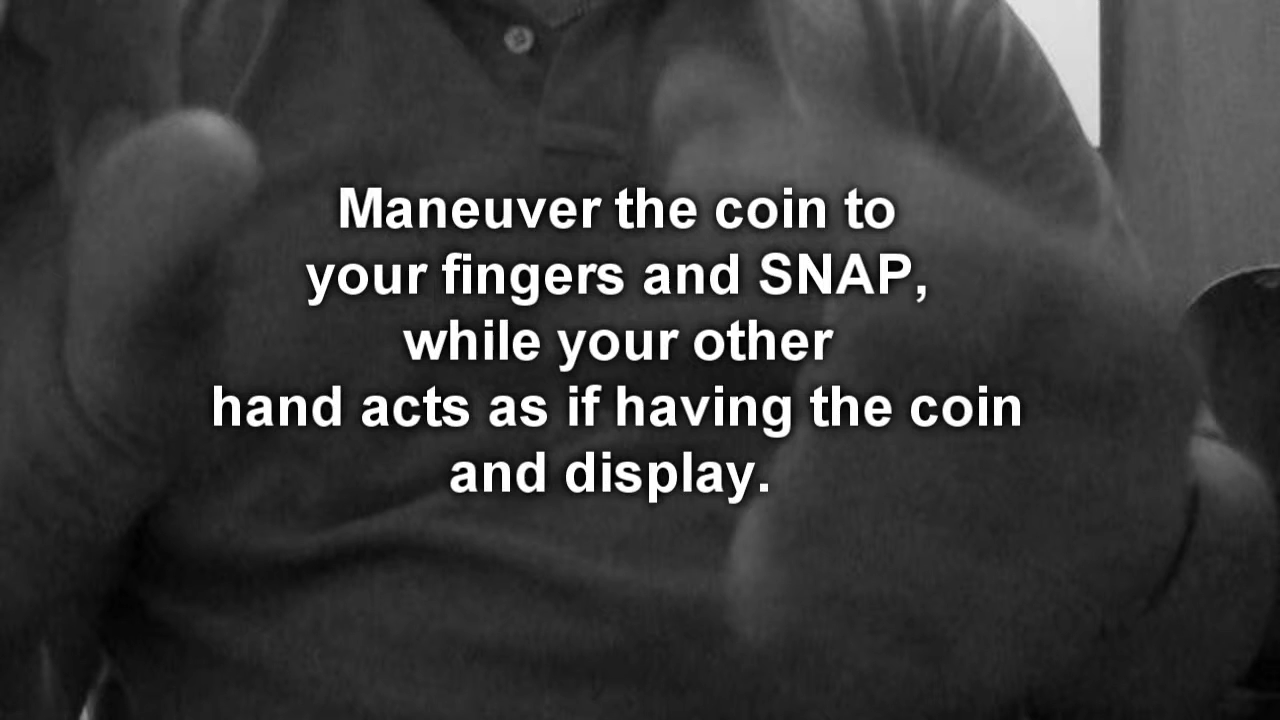 Maneuver the coin to
your fingers and SNAP,
while your other
hand acts as if having the coin
and display.